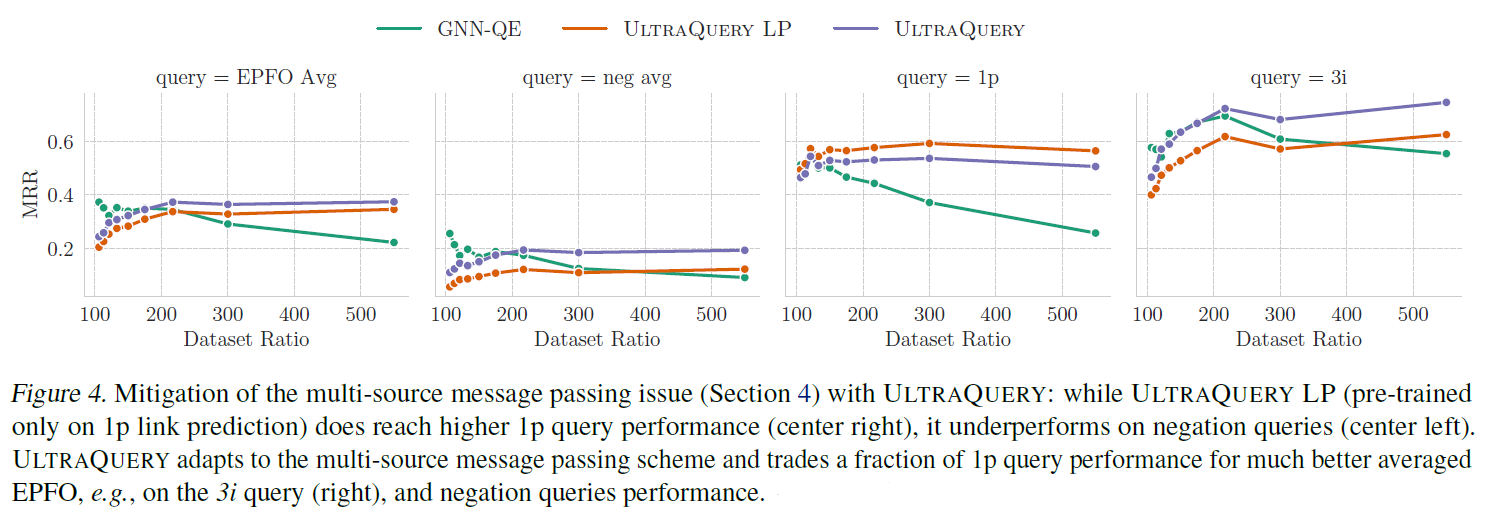 GNN-QE ULTRAQUERY LP ULTRAQUERY
query = EPFO Avg query = neg avg query = 1p query = 3i
MRR
0.6
0.4
0.2
100 200 300 400 500 100 200 300 400 500 100 200 300 400 500 100 200 300 400 500
Dataset Ratio Dataset Ratio Dataset Ratio Dataset Ratio
Figure 4. Mitigation of the multi-source message passing issue (Section 4) with ULTRAQUERY: while ULTRAQUERY LP (pre-trained
only on 1p link prediction) does reach higher 1p query performance (center right), it underperforms on negation queries (center left).
ULTRAQUERY adapts to the multi-source message passing scheme and trades a fraction of 1p query performance for much better averaged
EPFO, e.g., on the 3i query (right), and negation queries performance.